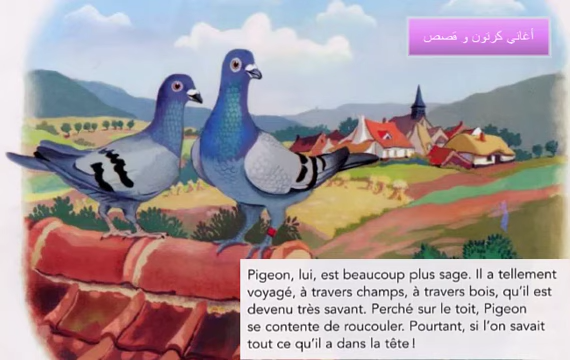 أغاني كرتون و قصص
Pigeon, lui, est beaucoup plus sage. Il a tellement
voyagé, à travers champs, à travers bois, qu'il est
devenu très savant. Perché sur le toit, Pigeon
se contente de roucouler. Pourtant, si l'on savait
tout ce qu'il a dans la tête !